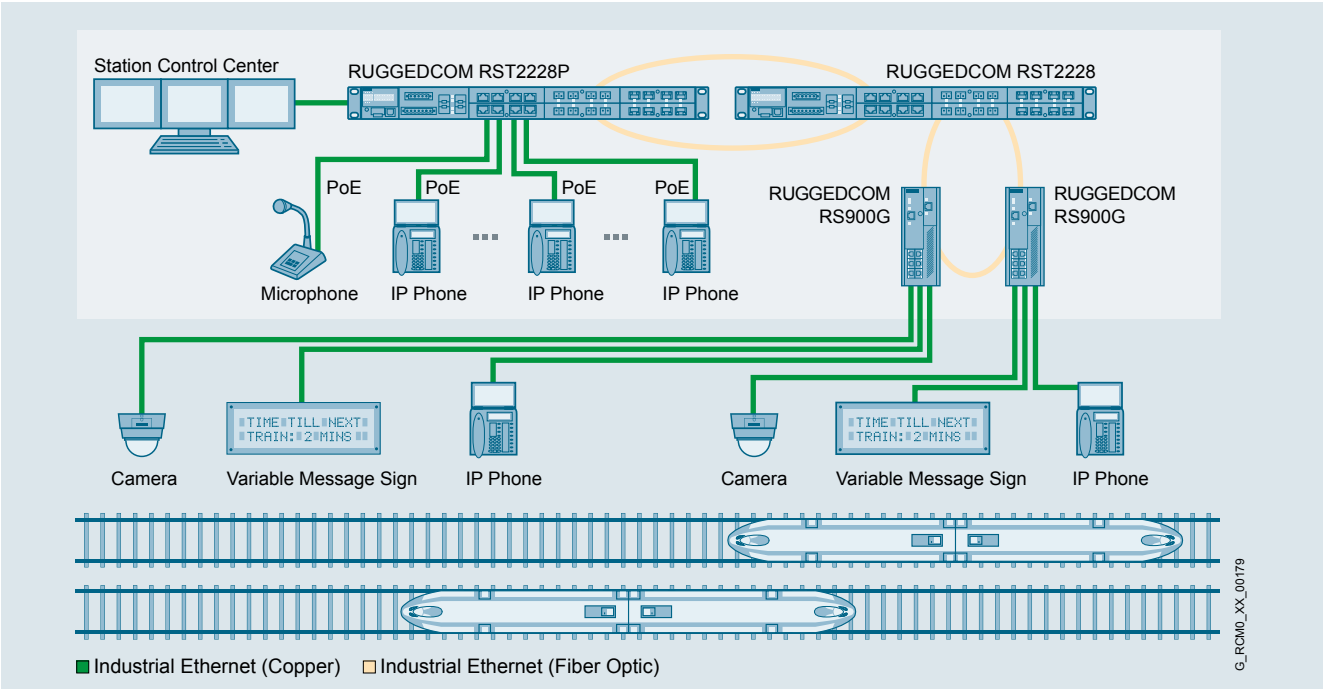 Station Control Center
RUGGEDCOM RST2228P
RUGGEDCOM RST2228
PoE
PoE
PoE
PoE
RUGGEDCOM
RS900G
RUGGEDCOM
RS900G
Microphone
IP Phone
IP Phone
IP Phone
TIME TILL NEXT
TRAIN: 2 MINS
TIME TILL NEXT
TRAIN: 2 MINS
Camera
Variable Message Sign
IP Phone
Camera
Variable Message Sign
IP Phone
Industrial Ethernet (Copper)
Industrial Ethernet (Fiber Optic)
G_RCM0_XX_00179